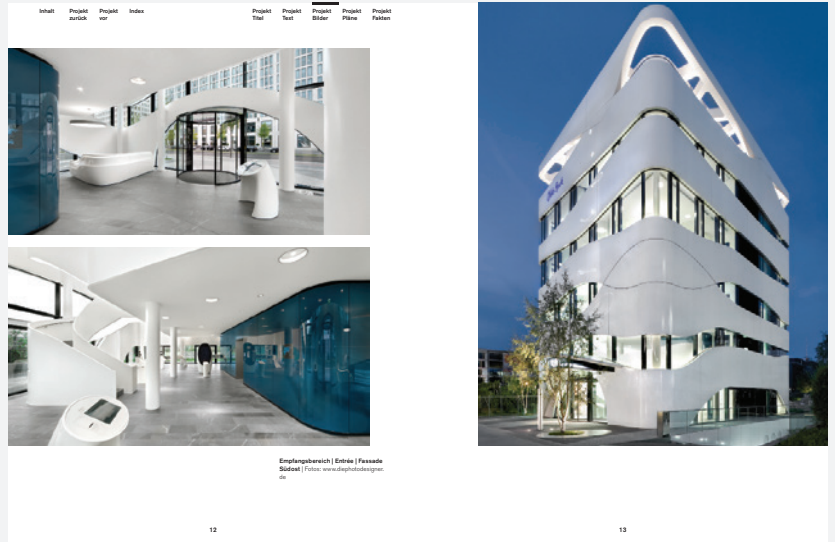 Inhalt
Projekt
zurück
Projekt
vor
Index
Projekt
Titel
Projekt
Text
Projekt
Bilder
Projekt
Pläne
Projekt
Fakten
Empfangsbereich | Entrée | Fassade
Südost | Fotos: www.diephotodesigner.
de
12
13